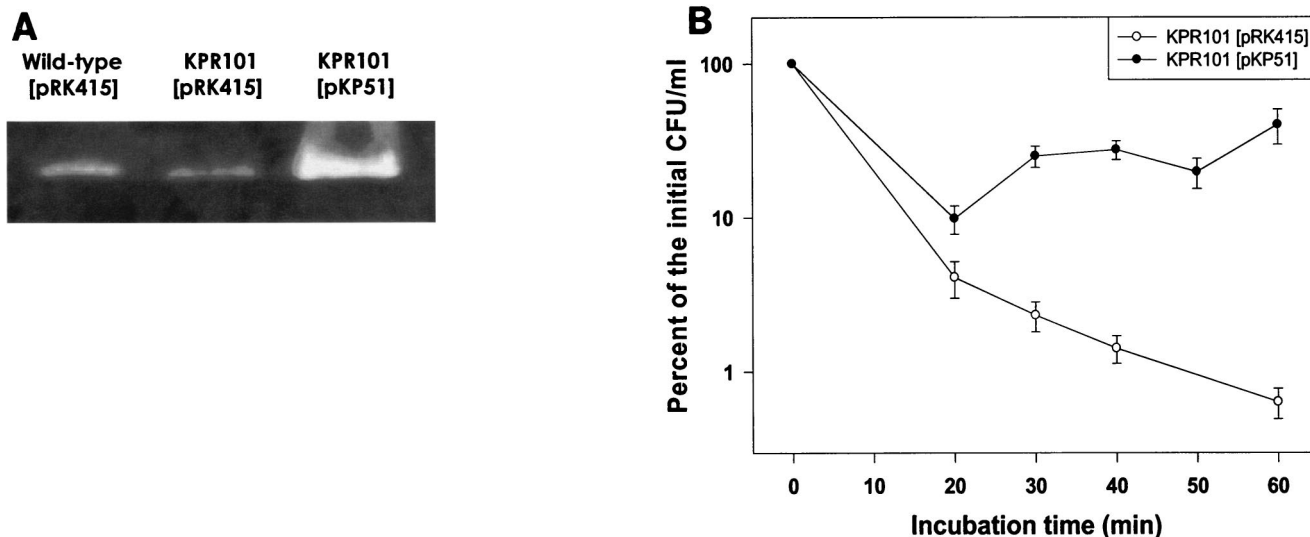 A
Wild-type KPR101 KPR101
[pRK415] [pRK415] [pKP51]
B
KPR101 [pRK415]
KPR101 [pKP51]
Percent of the initial CFU/ml
100
10
1
0 10 20 30 40 50 60
Incubation time (min)